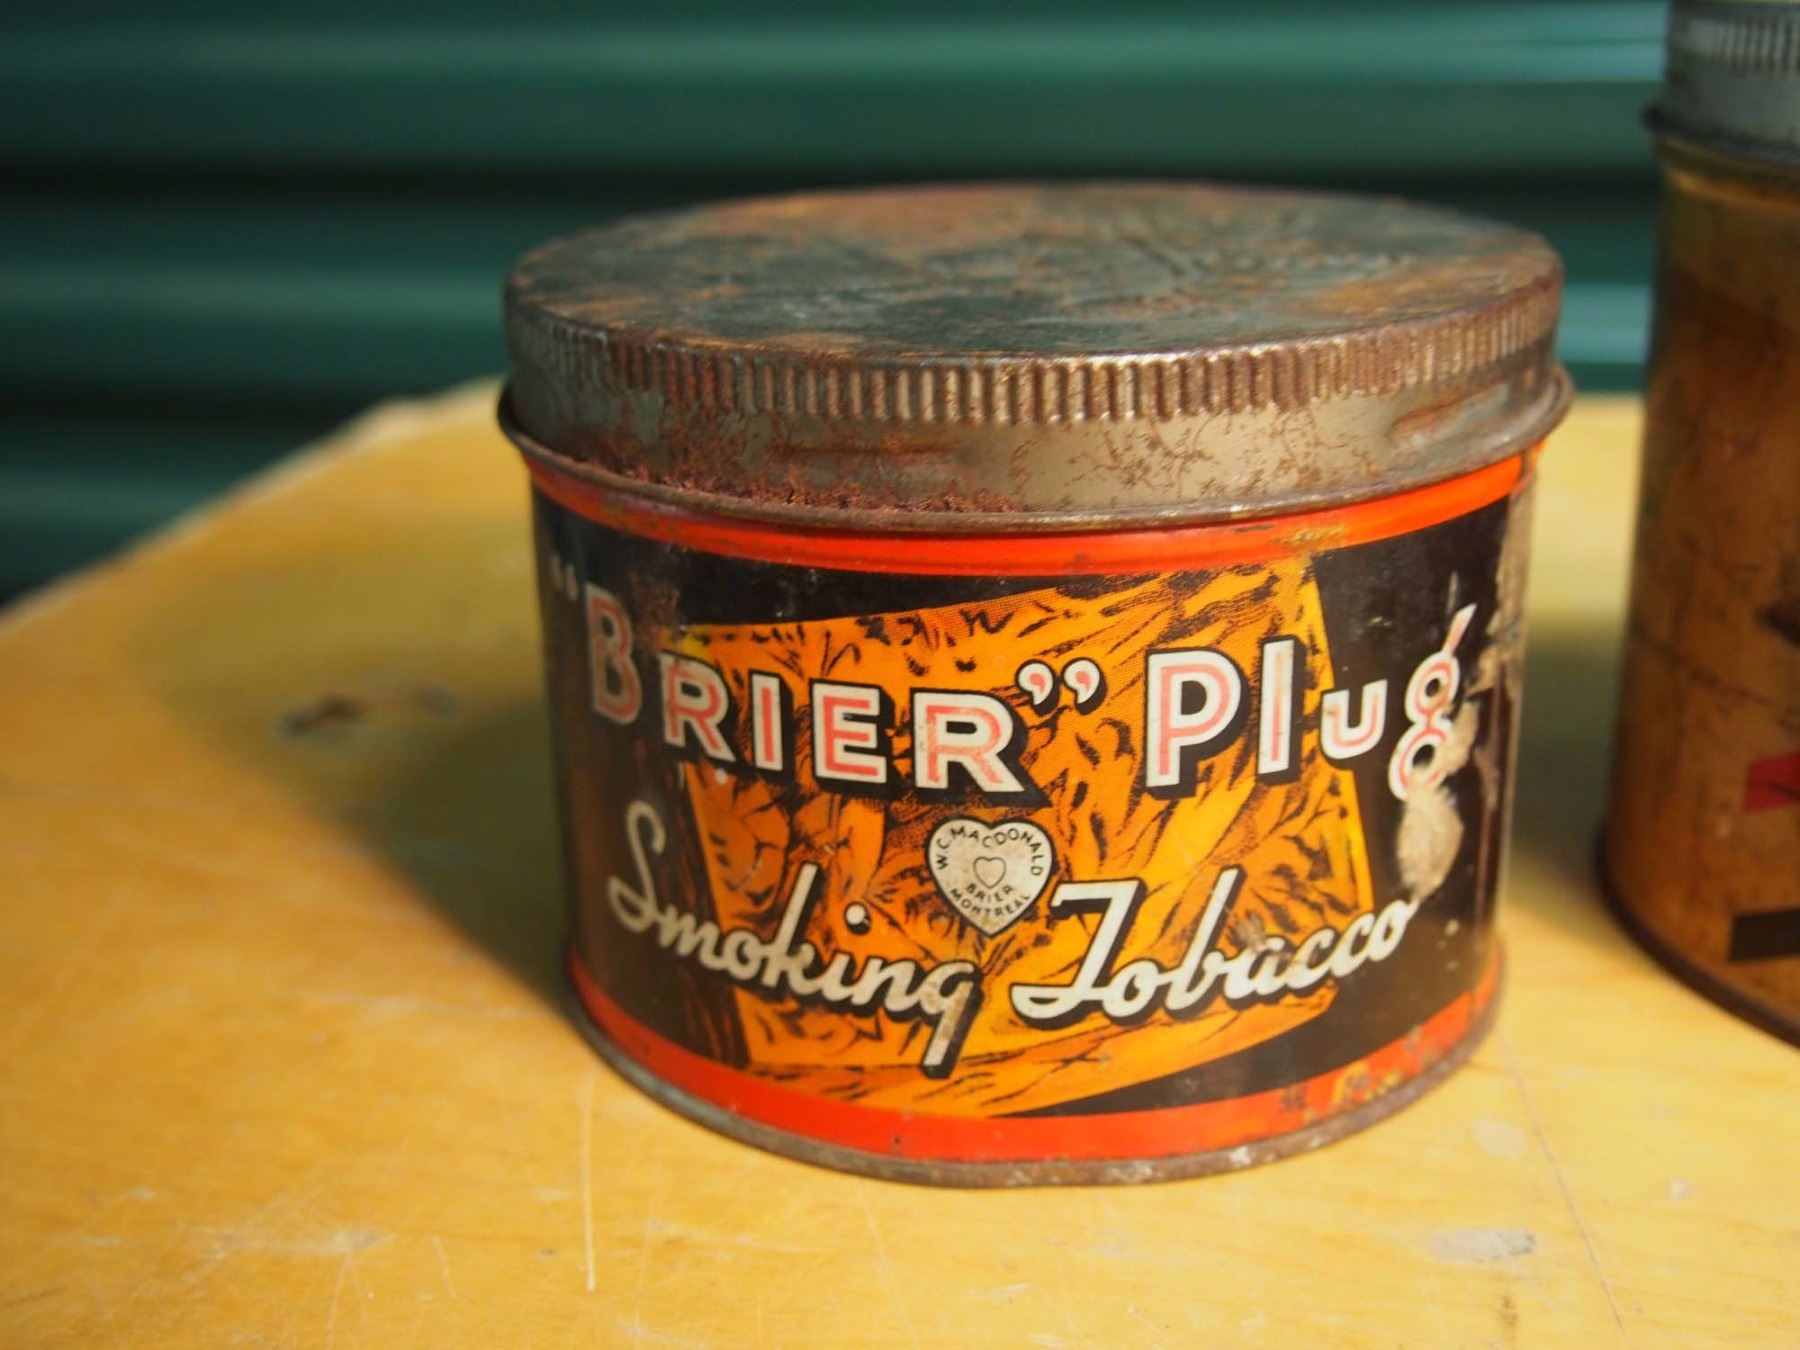 "BRIER" Plug
W.C. MACDONALD
BRIER
MONTREAL
Smoking Tobacco